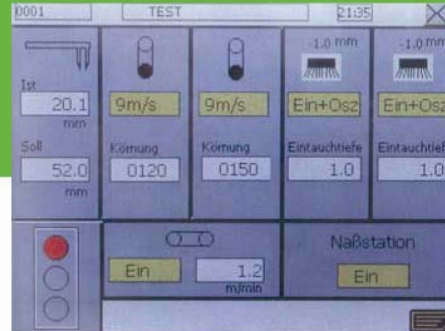 0001 TEST 21:35
-1.0 mm -1.0 mm
Ist
20.1 9m/s 9m/s Ein+Osz Ein+Osz
mm
Soll Körnung Körnung Eintauchtiefe Eintauchtiefe
52.0 0120 0150 1.0 1.0
mm
Naßstation
Ein 1.2 Ein
m/min